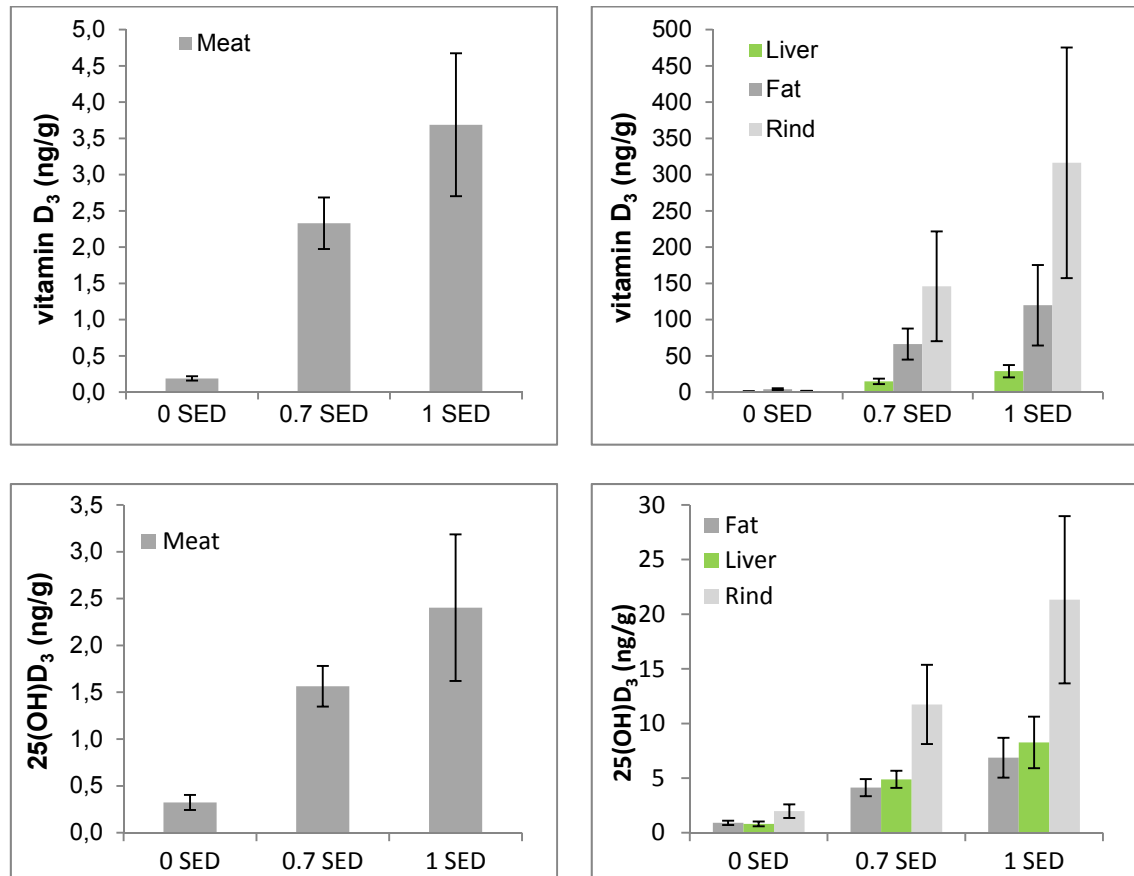 vitamin D₃ (ng/g)
5,0
4,5
4,0
3,5
3,0
2,5
2,0
1,5
1,0
0,5
0,0
Meat
0 SED
0.7 SED
1 SED
vitamin D₃ (ng/g)
500
450
400
350
300
250
200
150
100
50
0
Liver
Fat
Rind
0 SED
0.7 SED
1 SED
25(OH)D₃ (ng/g)
3,5
3,0
2,5
2,0
1,5
1,0
0,5
0,0
Meat
0 SED
0.7 SED
1 SED
25(OH)D₃ (ng/g)
30
25
20
15
10
5
0
Fat
Liver
Rind
0 SED
0.7 SED
1 SED